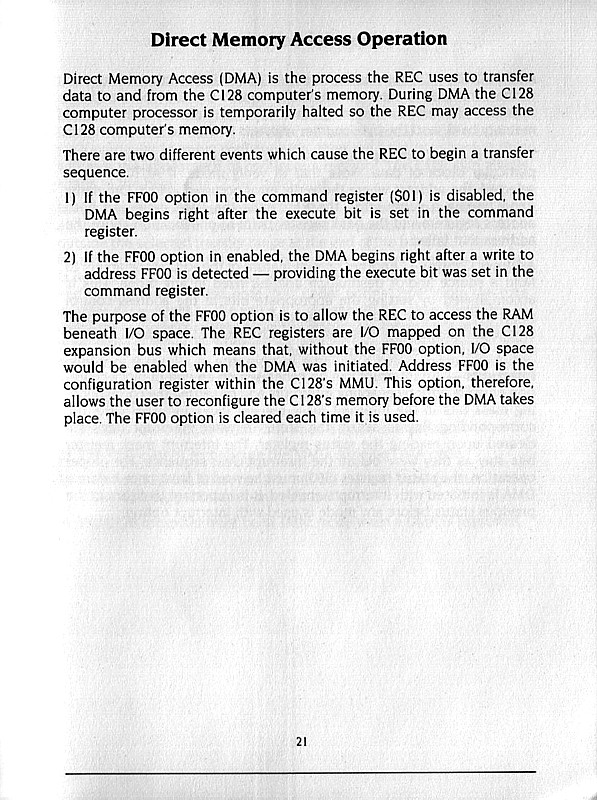 Direct Memory Access Operation
Direct Memory Access (DMA) is the process the REC uses to transfer
data to and from the C128 computer's memory. During DMA the C128
computer processor is temporarily halted so the REC may access the
C128 computer's memory.
There are two different events which cause the REC to begin a transfer
sequence.
1) If the FF00 option in the command register ($01) is disabled, the
DMA begins right after the execute bit is set in the command
register.
2) If the FF00 option in enabled, the DMA begins right after a write to
address FF00 is detected — providing the execute bit was set in the
command register.
The purpose of the FF00 option is to allow the REC to access the RAM
beneath I/O space. The REC registers are I/O mapped on the C128
expansion bus which means that, without the FF00 option, I/O space
would be enabled when the DMA was initiated. Address FF00 is the
configuration register within the C128's MMU. This option, therefore,
allows the user to reconfigure the C128's memory before the DMA takes
place. The FF00 option is cleared each time it is used.
21